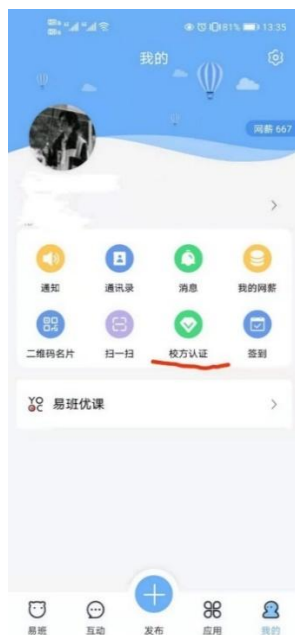 81% 13:35
我的
网薪 667
通知 通讯录 消息 我的网薪
二维码名片 扫一扫 校方认证 签到
YOOC 易班优课
易班 互动 发布 应用 我的